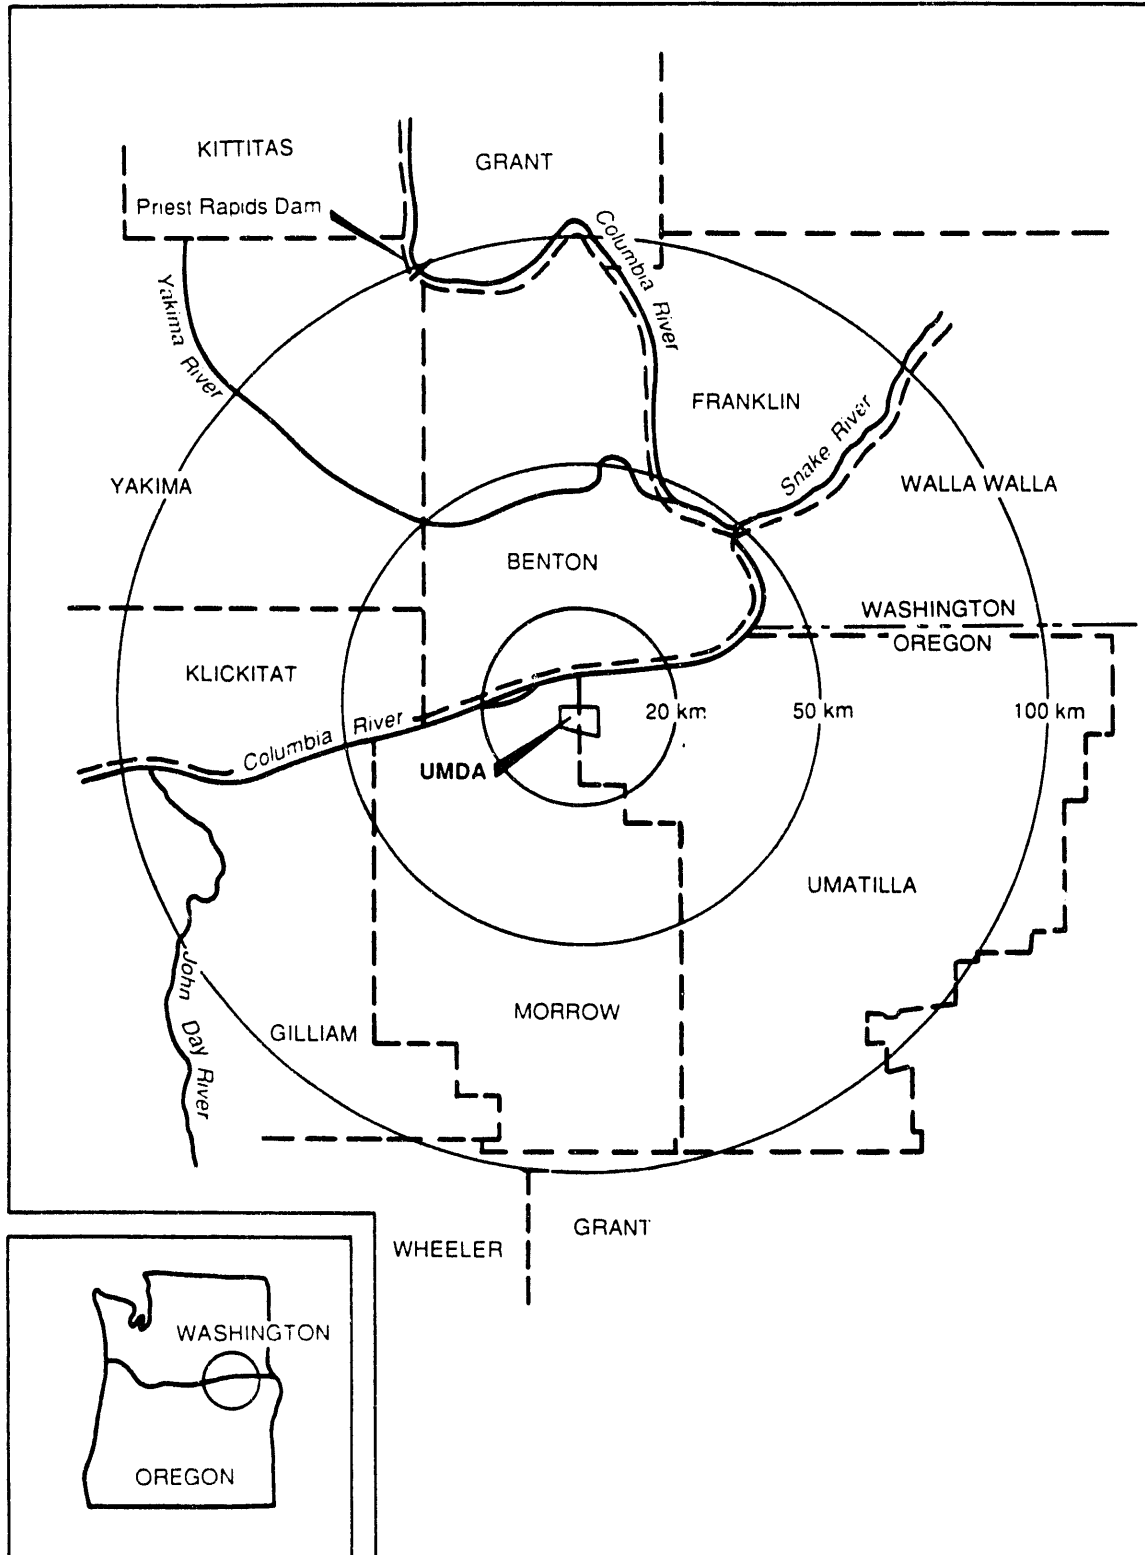 KITTITAS
GRANT
Priest Rapids Dam
Columbia River
Yakima River
FRANKLIN
Snake River
YAKIMA
WALLA WALLA
BENTON
WASHINGTON
OREGON
KLICKITAT
20 km
50 km
100 km
Columbia River
UMDA
UMATILLA
John Day River
MORROW
GILLIAM
GRANT
WHEELER
WASHINGTON
OREGON